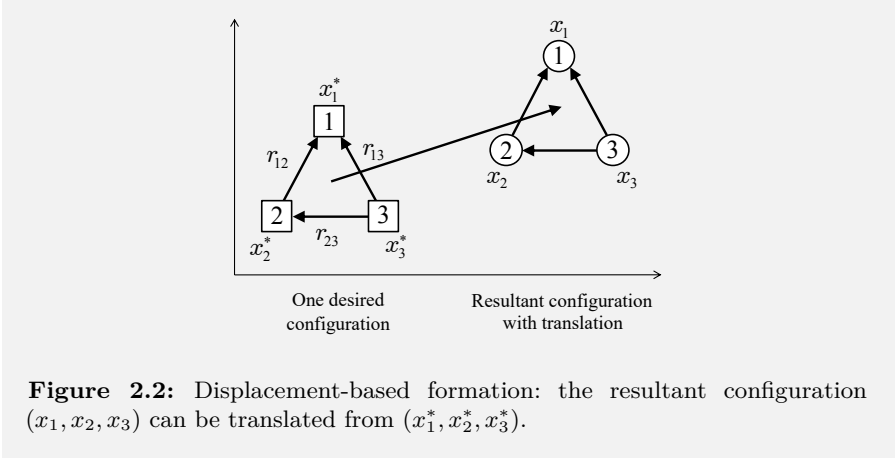 x₁
1
x₁*
1
r₁₂
r₁₃
2
3
x₂
x₃
2
3
x₂*
r₂₃
x₃*
One desired
configuration
Resultant configuration
with translation
Figure 2.2: Displacement-based formation: the resultant configuration
(x₁, x₂, x₃) can be translated from (x₁*, x₂*, x₃*).